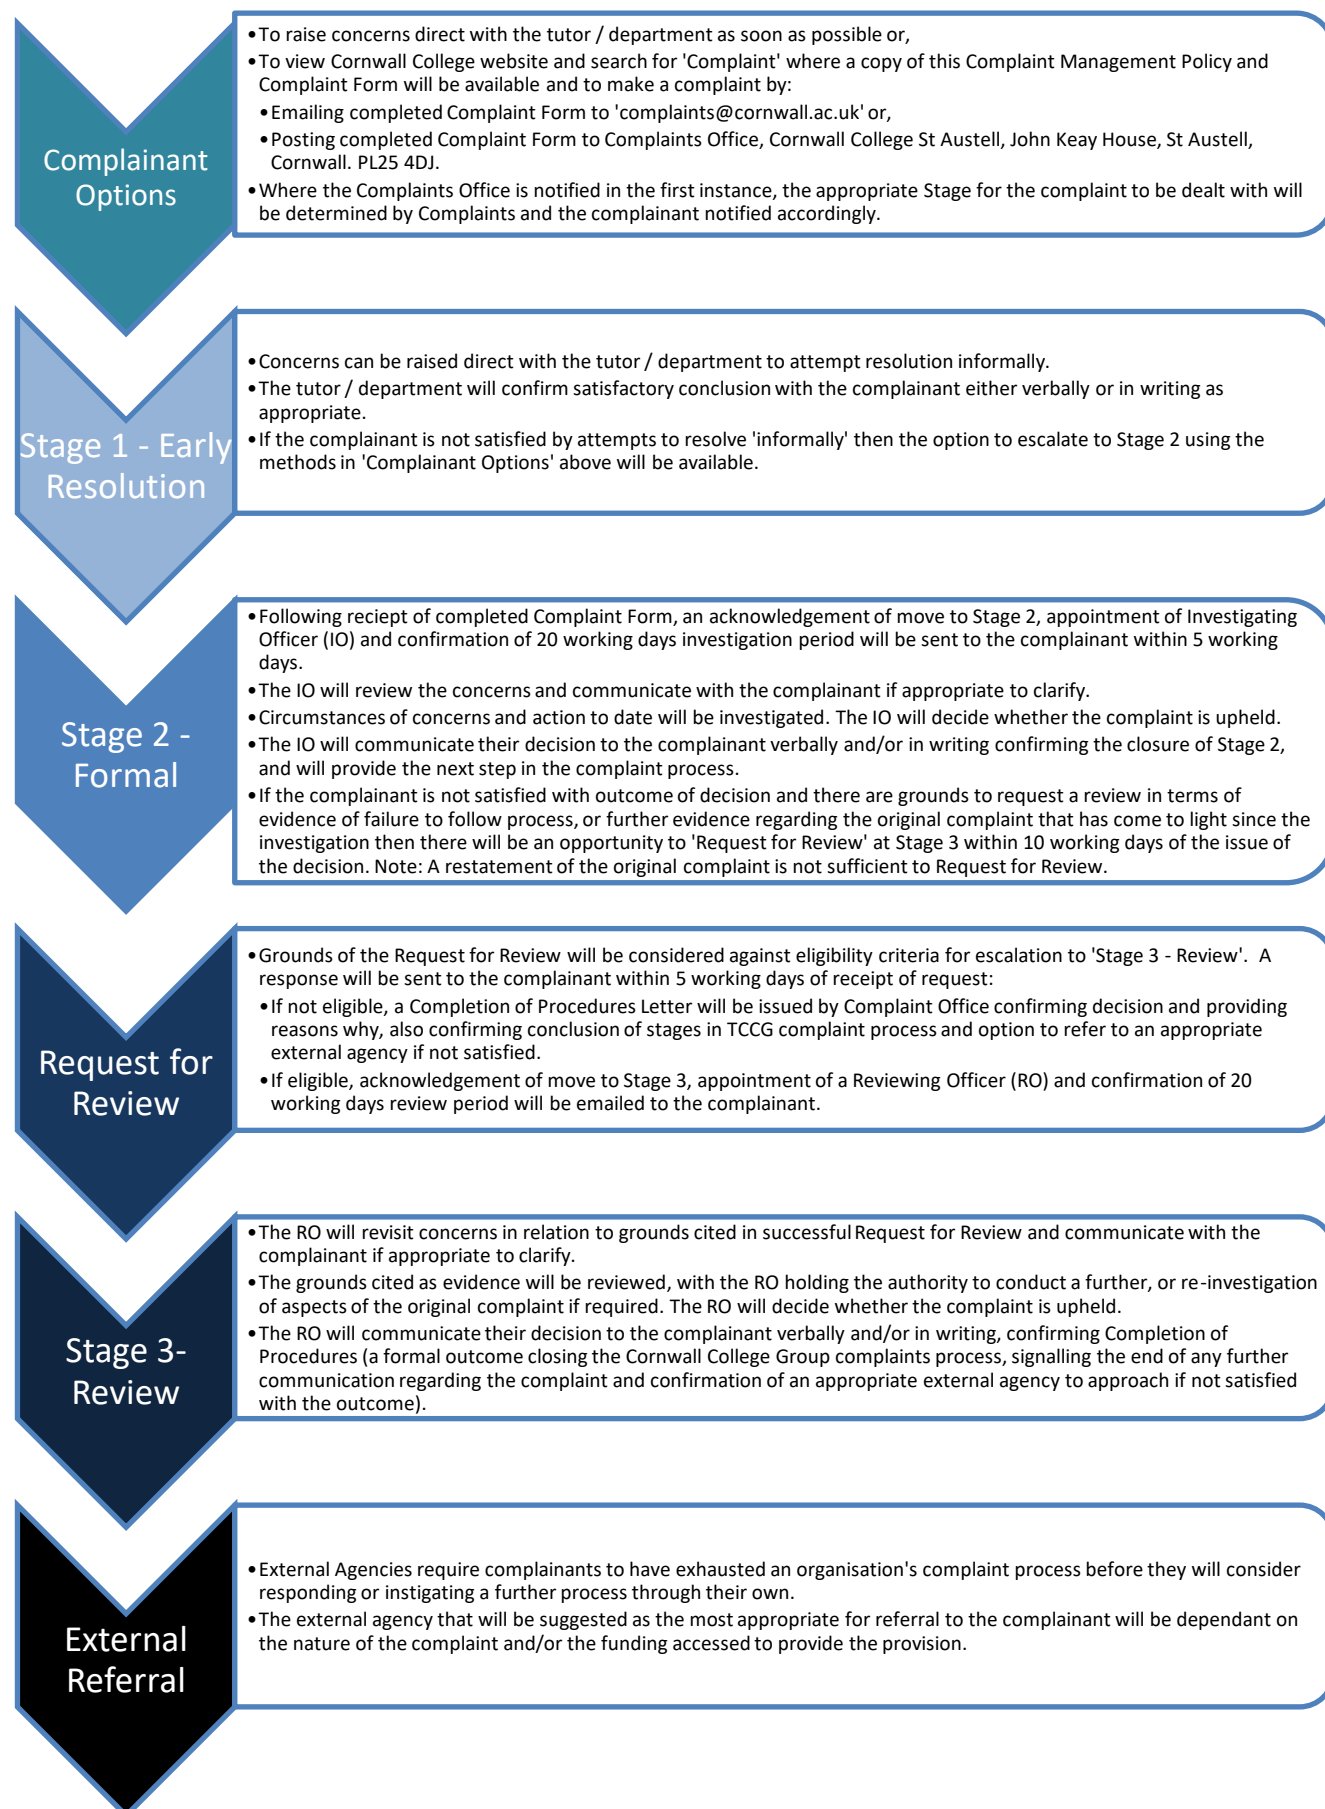 •To raise concerns direct with the tutor / department as soon as possible or,
•To view Cornwall College website and search for 'Complaint' where a copy of this Complaint Management Policy and
Complaint Form will be available and to make a complaint by:
•Emailing completed Complaint Form to 'complaints@cornwall.ac.uk' or,
•Posting completed Complaint Form to Complaints Office, Cornwall College St Austell, John Keay House, St Austell,
Cornwall. PL25 4DJ.
•Where the Complaints Office is notified in the first instance, the appropriate Stage for the complaint to be dealt with will
be determined by Complaints and the complainant notified accordingly.
Complainant
Options
•Concerns can be raised direct with the tutor / department to attempt resolution informally.
•The tutor / department will confirm satisfactory conclusion with the complainant either verbally or in writing as
appropriate.
•If the complainant is not satisfied by attempts to resolve 'informally' then the option to escalate to Stage 2 using the
methods in 'Complainant Options' above will be available.
Stage 1 - Early
Resolution
•Following reciept of completed Complaint Form, an acknowledgement of move to Stage 2, appointment of Investigating
Officer (IO) and confirmation of 20 working days investigation period will be sent to the complainant within 5 working
days.
•The IO will review the concerns and communicate with the complainant if appropriate to clarify.
•Circumstances of concerns and action to date will be investigated. The IO will decide whether the complaint is upheld.
•The IO will communicate their decision to the complainant verbally and/or in writing confirming the closure of Stage 2,
and will provide the next step in the complaint process.
•If the complainant is not satisfied with outcome of decision and there are grounds to request a review in terms of
evidence of failure to follow process, or further evidence regarding the original complaint that has come to light since the
investigation then there will be an opportunity to 'Request for Review' at Stage 3 within 10 working days of the issue of
the decision. Note: A restatement of the original complaint is not sufficient to Request for Review.
Stage 2 -
Formal
•Grounds of the Request for Review will be considered against eligibility criteria for escalation to 'Stage 3 - Review'.  A
response will be sent to the complainant within 5 working days of receipt of request:
•If not eligible, a Completion of Procedures Letter will be issued by Complaint Office confirming decision and providing
reasons why, also confirming conclusion of stages in TCCG complaint process and option to refer to an appropriate
external agency if not satisfied.
•If eligible, acknowledgement of move to Stage 3, appointment of a Reviewing Officer (RO) and confirmation of 20
working days review period will be emailed to the complainant.
Request for
Review
•The RO will revisit concerns in relation to grounds cited in successful Request for Review and communicate with the
complainant if appropriate to clarify.
•The grounds cited as evidence will be reviewed, with the RO holding the authority to conduct a further, or re-investigation
of aspects of the original complaint if required. The RO will decide whether the complaint is upheld.
•The RO will communicate their decision to the complainant verbally and/or in writing, confirming Completion of
Procedures (a formal outcome closing the Cornwall College Group complaints process, signalling the end of any further
communication regarding the complaint and confirmation of an appropriate external agency to approach if not satisfied
with the outcome).
Stage 3-
Review
•External Agencies require complainants to have exhausted an organisation's complaint process before they will consider
responding or instigating a further process through their own.
•The external agency that will be suggested as the most appropriate for referral to the complainant will be dependant on
the nature of the complaint and/or the funding accessed to provide the provision.
External
Referral